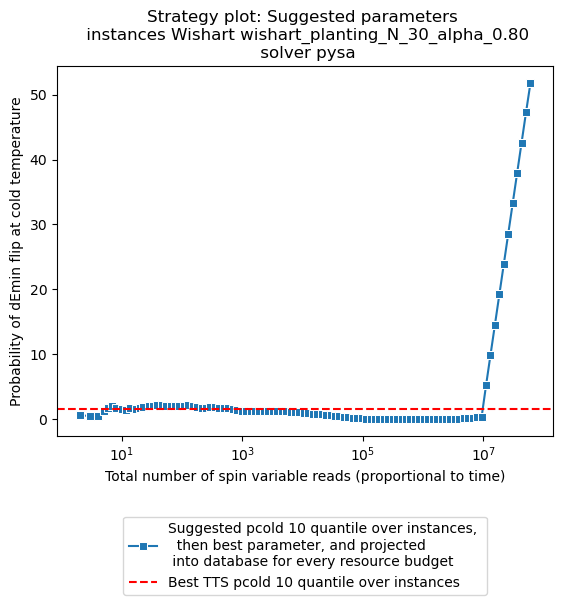 Strategy plot: Suggested parameters
instances Wishart wishart_planting_N_30_alpha_0.80
solver pysa
Probability of dEmin flip at cold temperature
50
40
30
20
10
0
10^1
10^3
10^5
10^7
Total number of spin variable reads (proportional to time)
Suggested pcold 10 quantile over instances,
then best parameter, and projected
into database for every resource budget
Best TTS pcold 10 quantile over instances